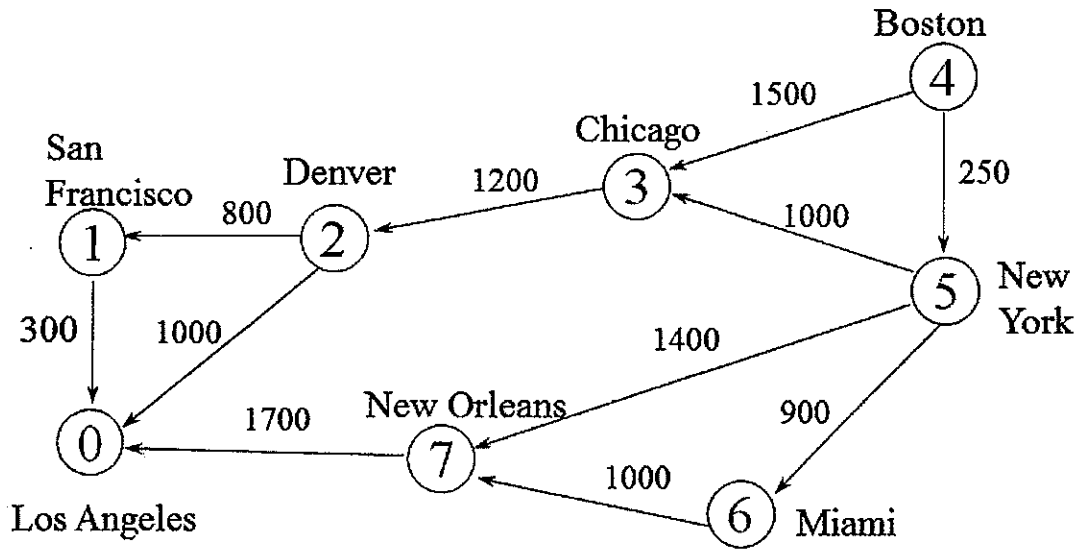 Boston
4
1500
Chicago
San
Francisco
Denver
1200
3
250
800
1000
1
2
5
New
York
300
1000
1400
New Orleans
900
1700
0
7
1000
6
Los Angeles
Miami